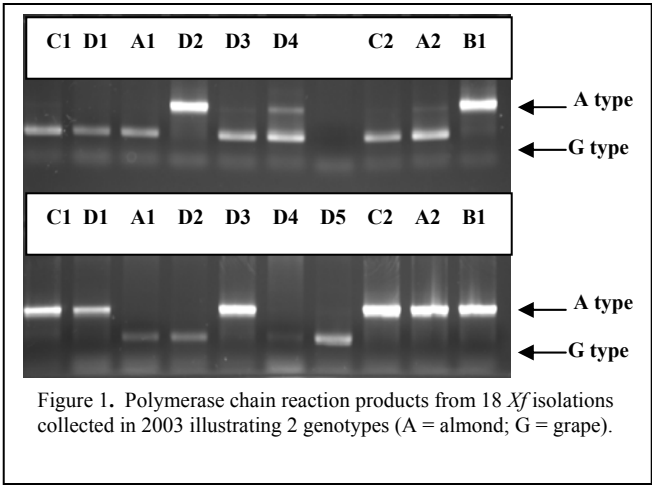 C1 D1 A1 D2 D3 D4 C2 A2 B1
A type
G type
C1 D1 A1 D2 D3 D4 D5 C2 A2 B1
A type
G type
Figure 1. Polymerase chain reaction products from 18 Xf isolations
collected in 2003 illustrating 2 genotypes (A = almond; G = grape).